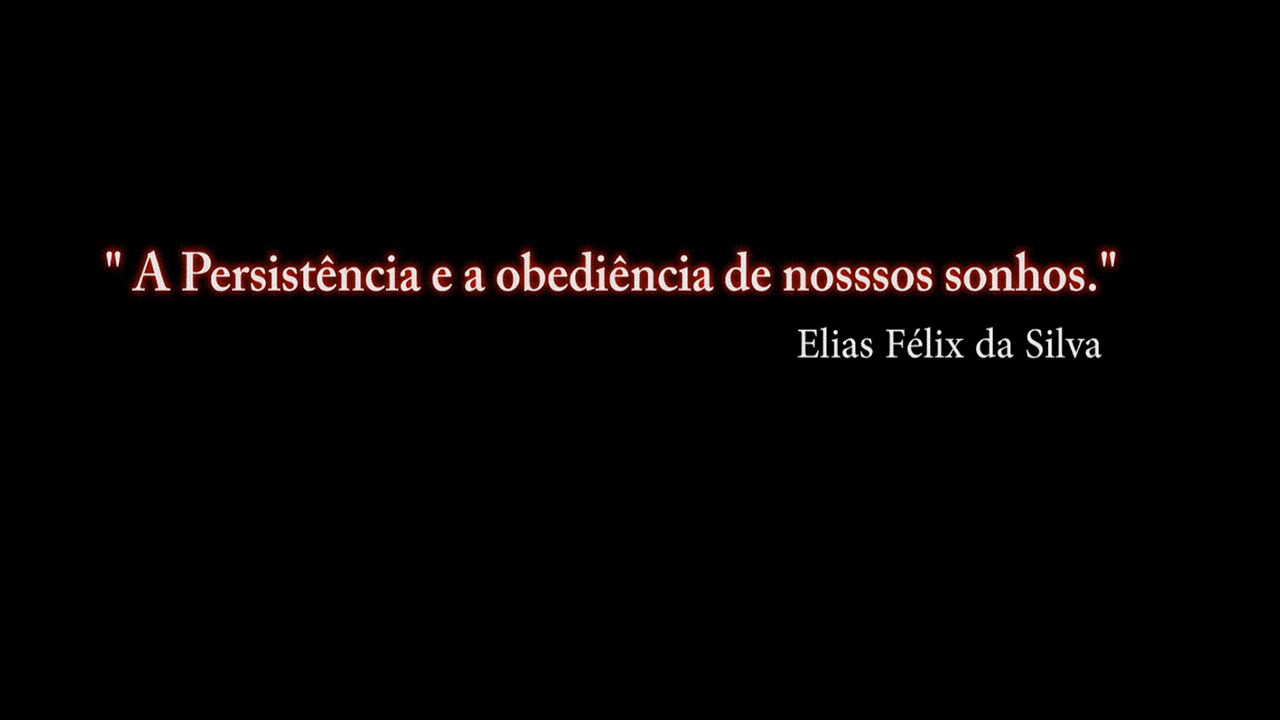 " A Persistência e a obediência de nosssos sonhos."
Elias Félix da Silva